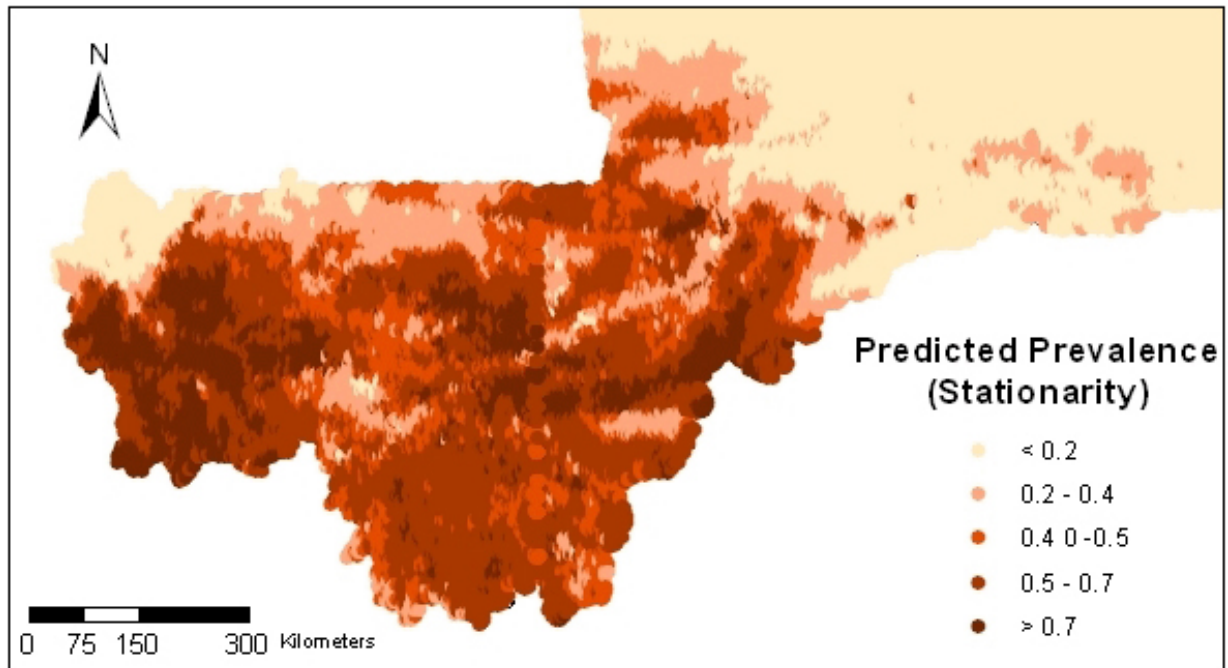 N
Predicted Prevalence
(Stationarity)
< 0.2
0.2 - 0.4
0.4 0 -0.5
0.5 - 0.7
> 0.7
0 75 150 300 Kilometers